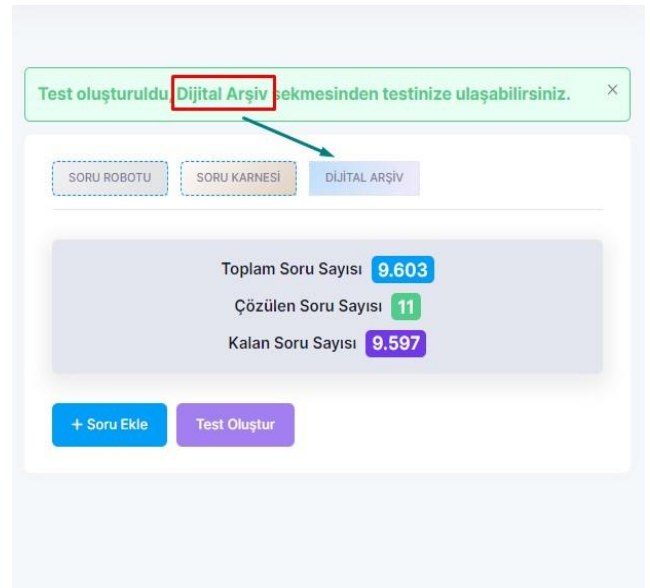 Test oluşturuldu, Dijital Arşiv sekmesinden testinize ulaşabilirsiniz.
SORU ROBOTU SORU KARNESİ DİJİTAL ARŞİV
Toplam Soru Sayısı 9.603
Çözülen Soru Sayısı 11
Kalan Soru Sayısı 9.597
+ Soru Ekle Test Oluştur